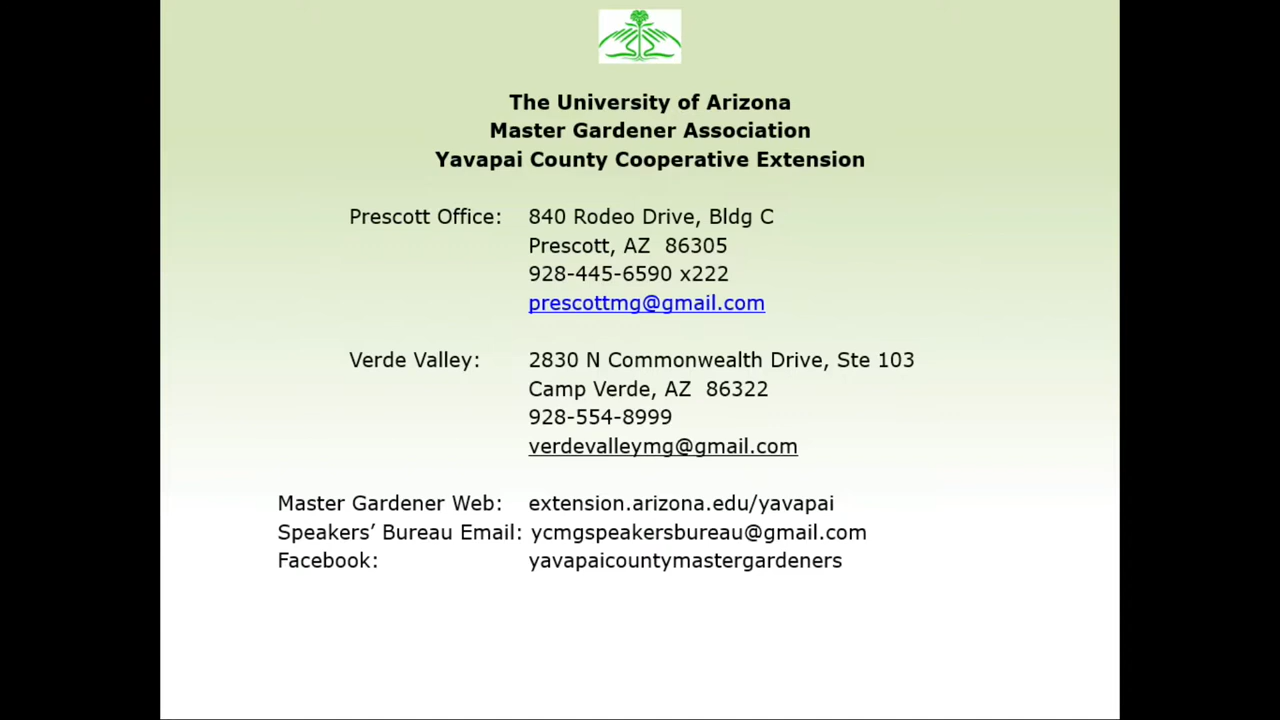 The University of Arizona
Master Gardener Association
Yavapai County Cooperative Extension
Prescott Office: 840 Rodeo Drive, Bldg C
Prescott, AZ 86305
928-445-6590 x222
prescottmg@gmail.com
Verde Valley: 2830 N Commonwealth Drive, Ste 103
Camp Verde, AZ 86322
928-554-8999
verdevalleymg@gmail.com
Master Gardener Web: extension.arizona.edu/yavapai
Speakers’ Bureau Email: ycmgspeakersbureau@gmail.com
Facebook: yavapaicountymastergardeners